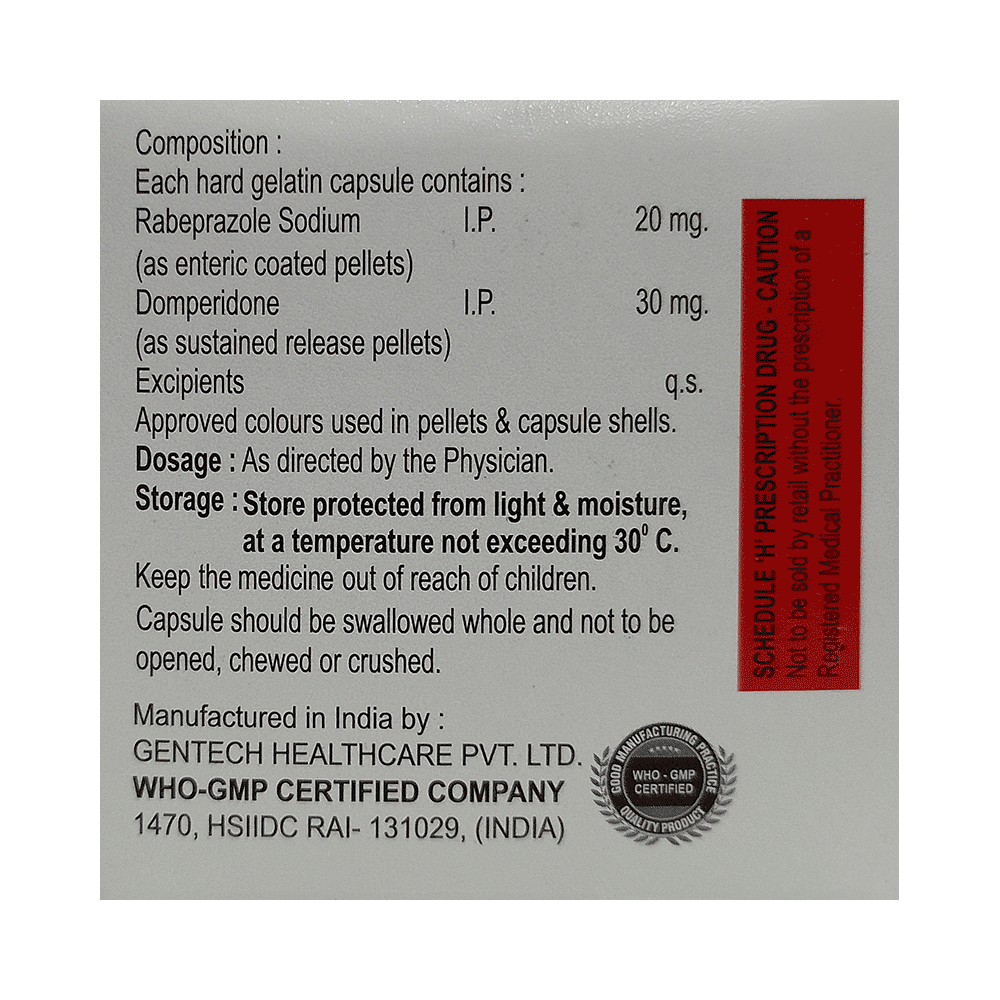 Composition :
Each hard gelatin capsule contains :
Rabeprazole Sodium I.P. 20 mg.
(as enteric coated pellets)
Domperidone I.P. 30 mg.
(as sustained release pellets)
Excipients q.s.
Approved colours used in pellets & capsule shells.
Dosage : As directed by the Physician.
Storage : Store protected from light & moisture,
at a temperature not exceeding 30⁰ C.
Keep the medicine out of reach of children.
Capsule should be swallowed whole and not to be
opened, chewed or crushed.
Manufactured in India by :
GENTECH HEALTHCARE PVT. LTD.
WHO-GMP CERTIFIED COMPANY
1470, HSIIDC RAI- 131029, (INDIA)
GOOD MANUFACTURING PRACTICE
WHO - GMP
CERTIFIED
QUALITY PRODUCT
SCHEDULE 'H' PRESCRIPTION DRUG - CAUTION
Not to be sold by retail without the prescription of a
Registered Medical Practitioner.